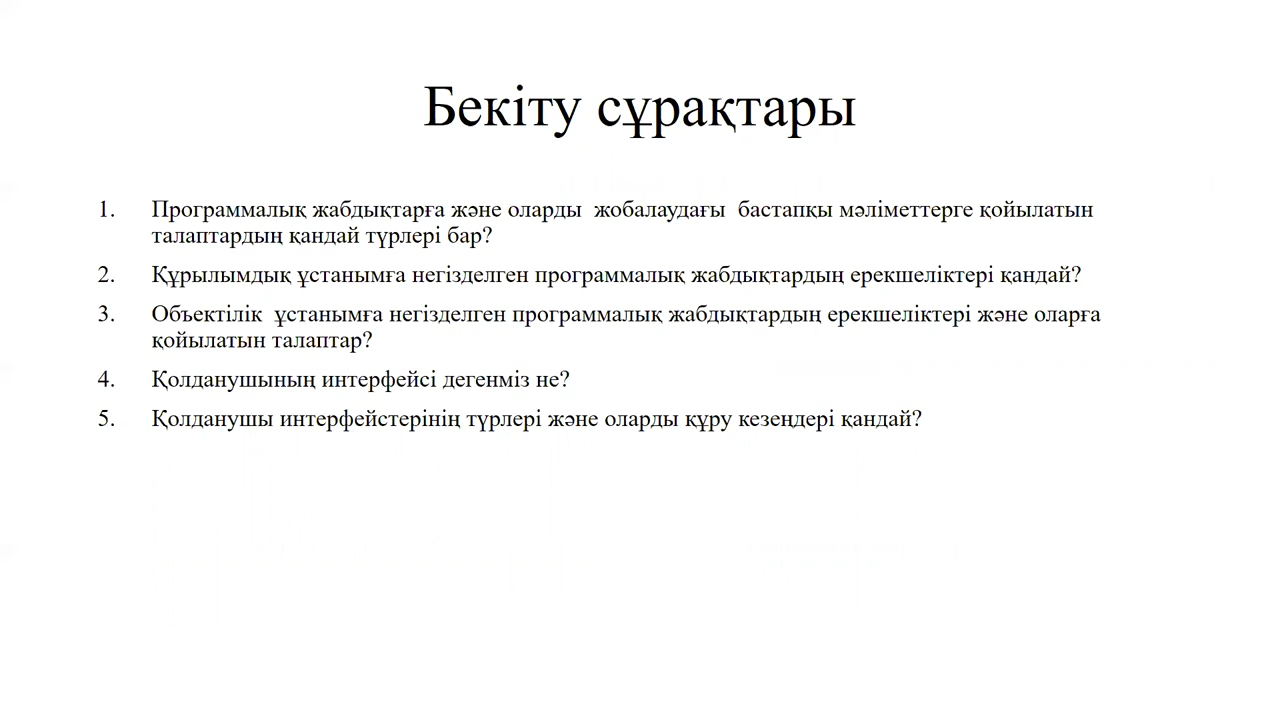 Бекіту сұрақтары
1. Программалық жабдықтарға және оларды жобалаудағы бастапқы мәліметтерге қойылатын
талаптардың қандай түрлері бар?
2. Құрылымдық ұстанымға негізделген программалық жабдықтардың ерекшеліктері қандай?
3. Объектілік ұстанымға негізделген программалық жабдықтардың ерекшеліктері және оларға
қойылатын талаптар?
4. Қолданушының интерфейсі дегеніміз не?
5. Қолданушы интерфейстерінің түрлері және оларды құру кезеңдері қандай?